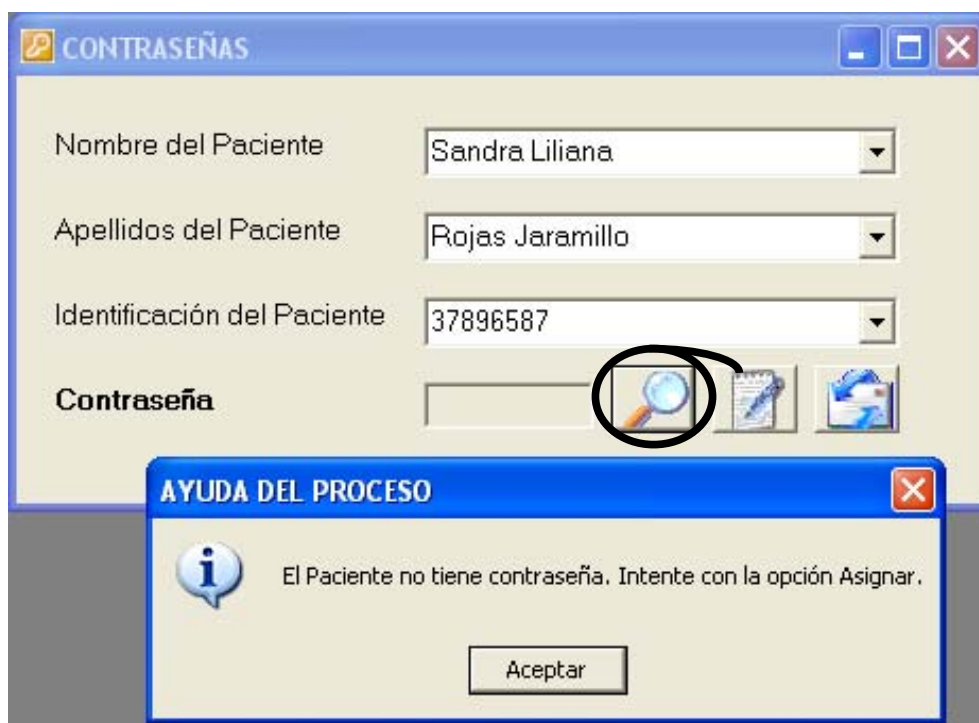 CONTRASEÑAS
Nombre del Paciente Sandra Liliana
Apellidos del Paciente Rojas Jaramillo
Identificación del Paciente 37896587
Contraseña
AYUDA DEL PROCESO
El Paciente no tiene contraseña. Intente con la opción Asignar.
Aceptar